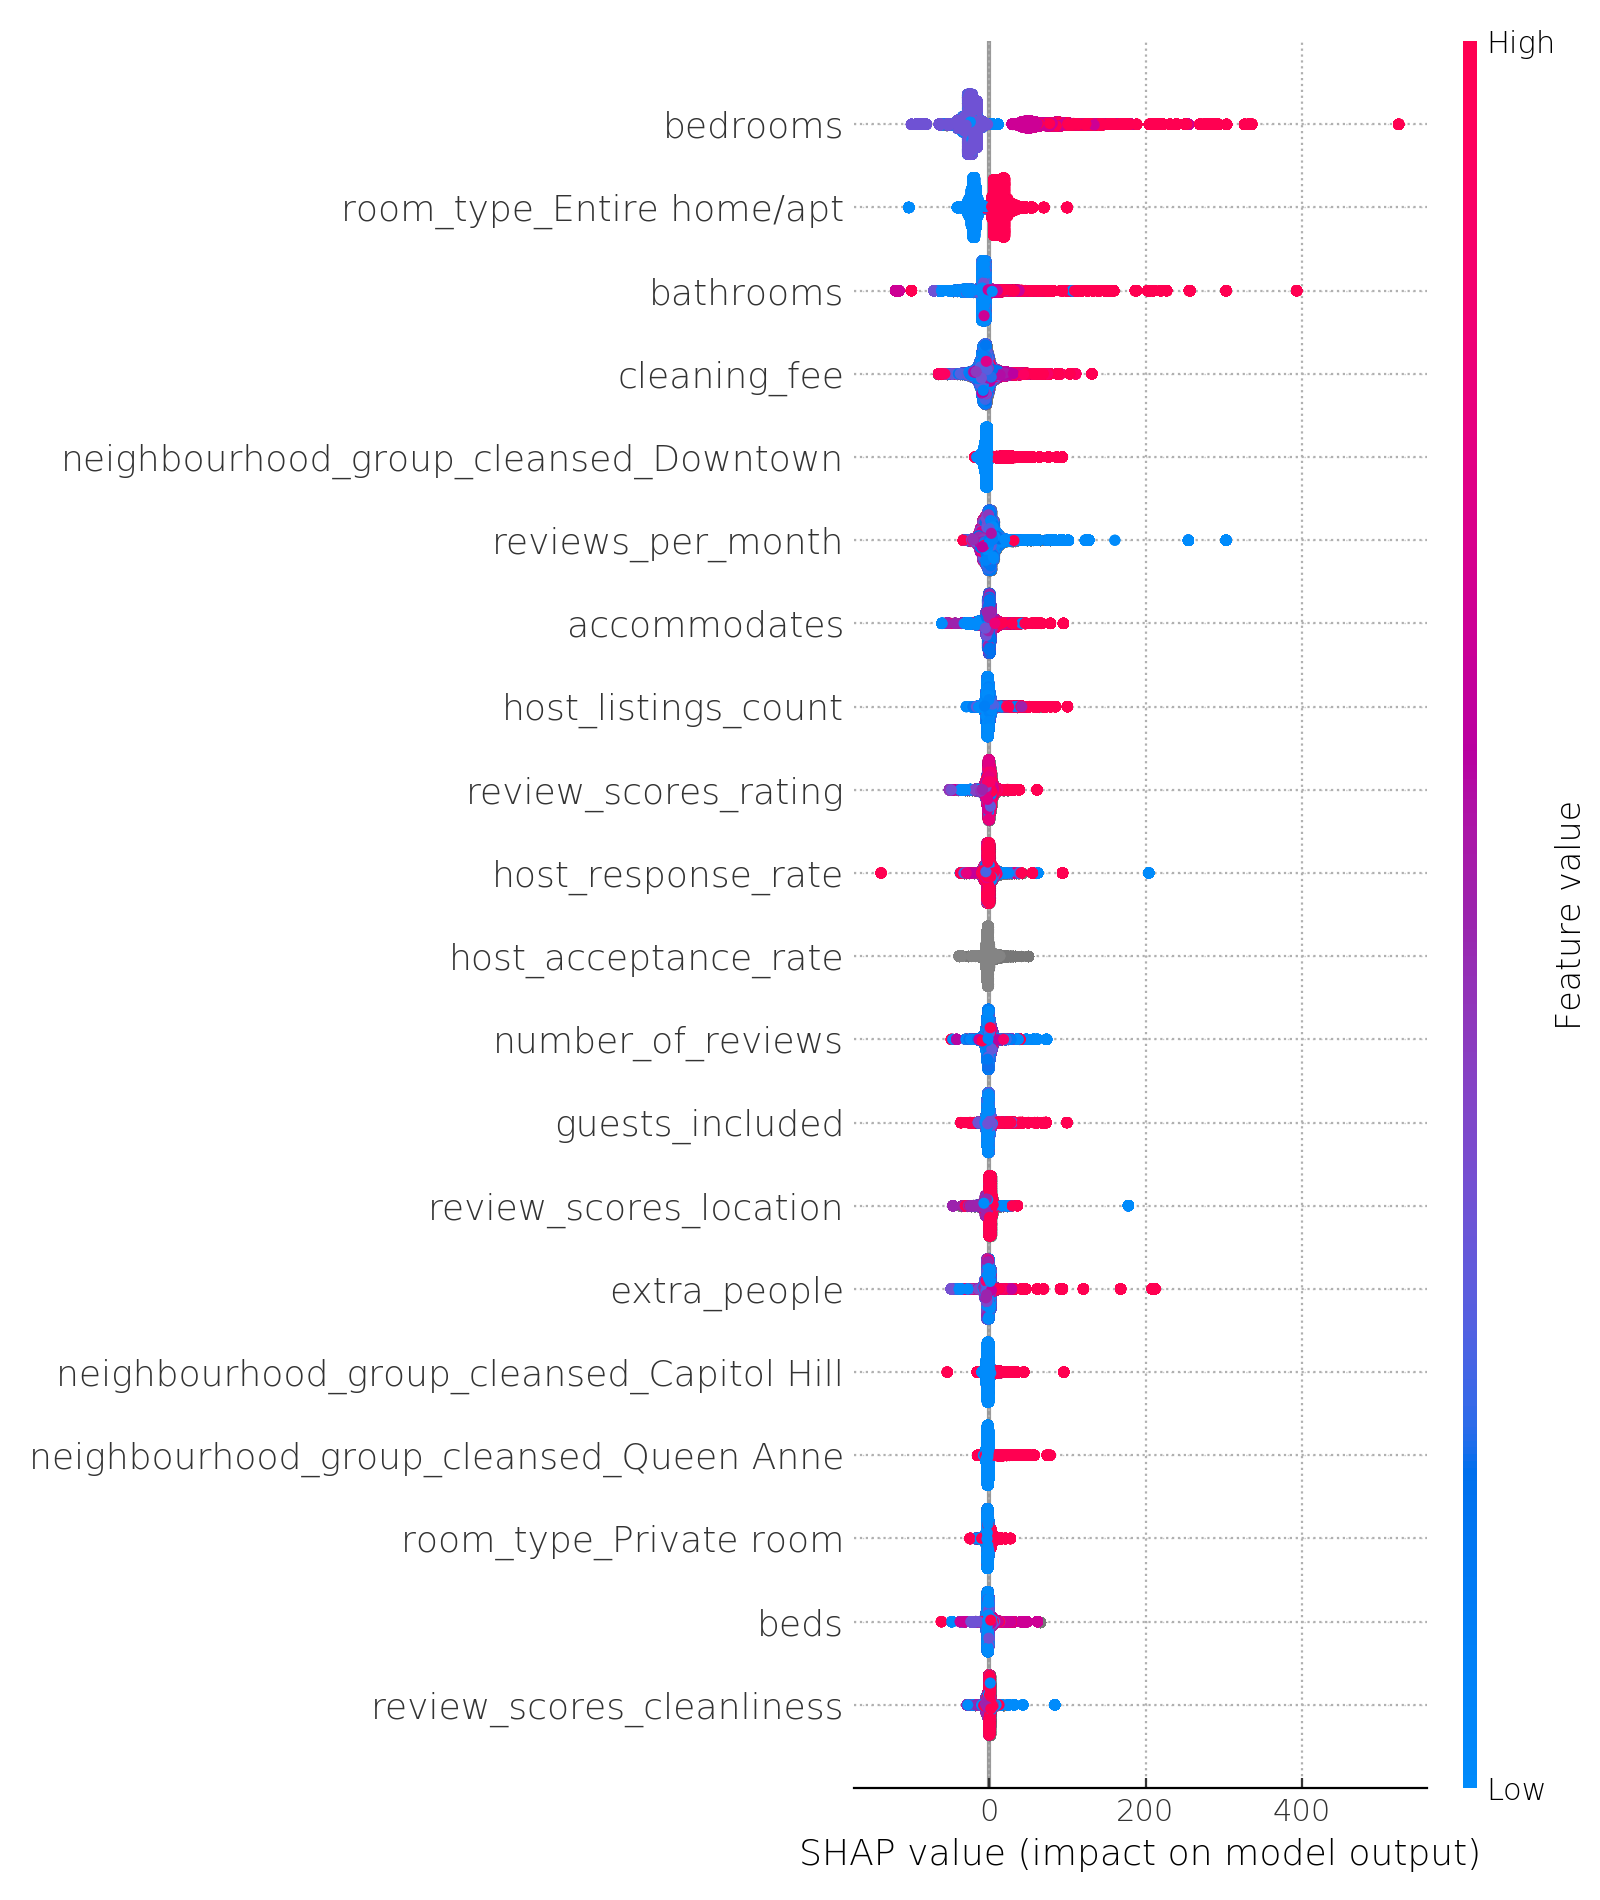 High
bedrooms
room_type_Entire home/apt
bathrooms
cleaning_fee
neighbourhood_group_cleansed_Downtown
reviews_per_month
accommodates
host_listings_count
review_scores_rating
host_response_rate
host_acceptance_rate
number_of_reviews
guests_included
review_scores_location
extra_people
neighbourhood_group_cleansed_Capitol Hill
neighbourhood_group_cleansed_Queen Anne
room_type_Private room
beds
review_scores_cleanliness
Feature value
Low
0 200 400
SHAP value (impact on model output)